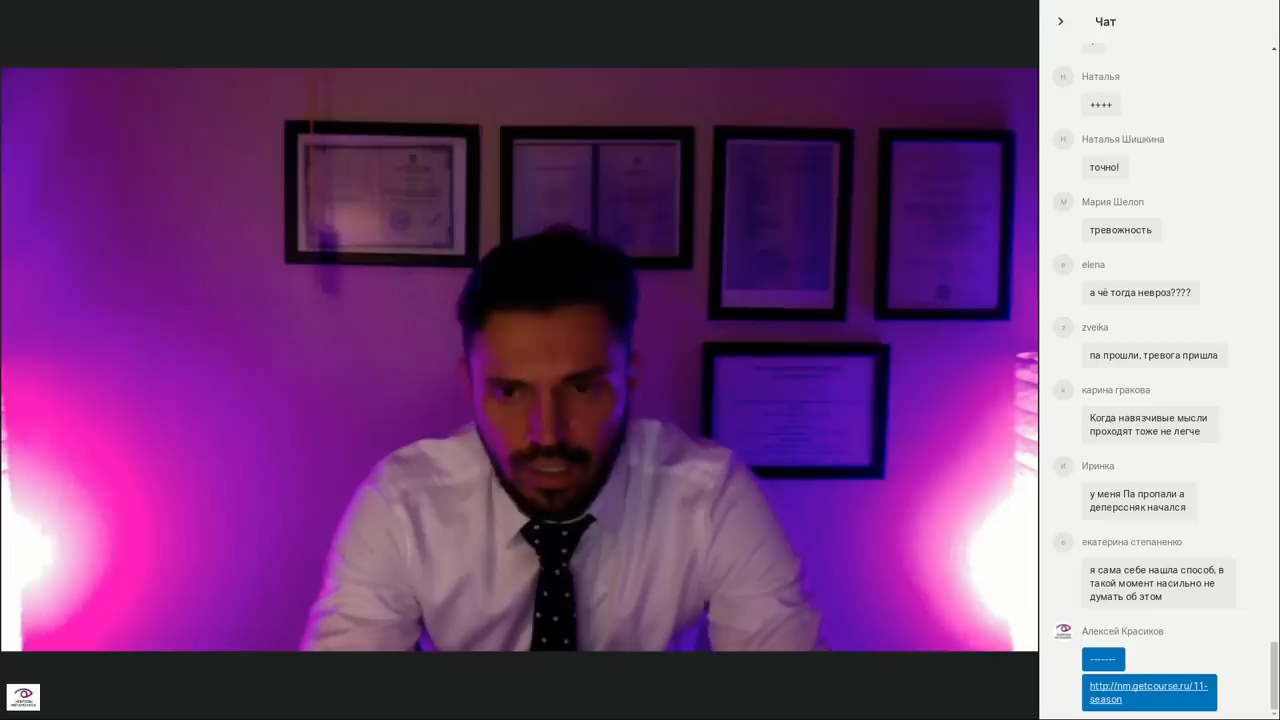 Чат
Наталья
++++
Наталья Шишкина
точно!
Мария Шелоп
тревожность
elena
а чё тогда невроз????
zveika
па прошли, тревога пришла
карина гракова
Когда навязчивые мысли
проходят тоже не легче
Иринка
у меня Па пропали а
деперссняк начался
екатерина степаненко
я сама себе нашла способ, в
такой момент насильно не
думать об этом
Алексей Красиков
-------
http://nm.getcourse.ru/11-
season